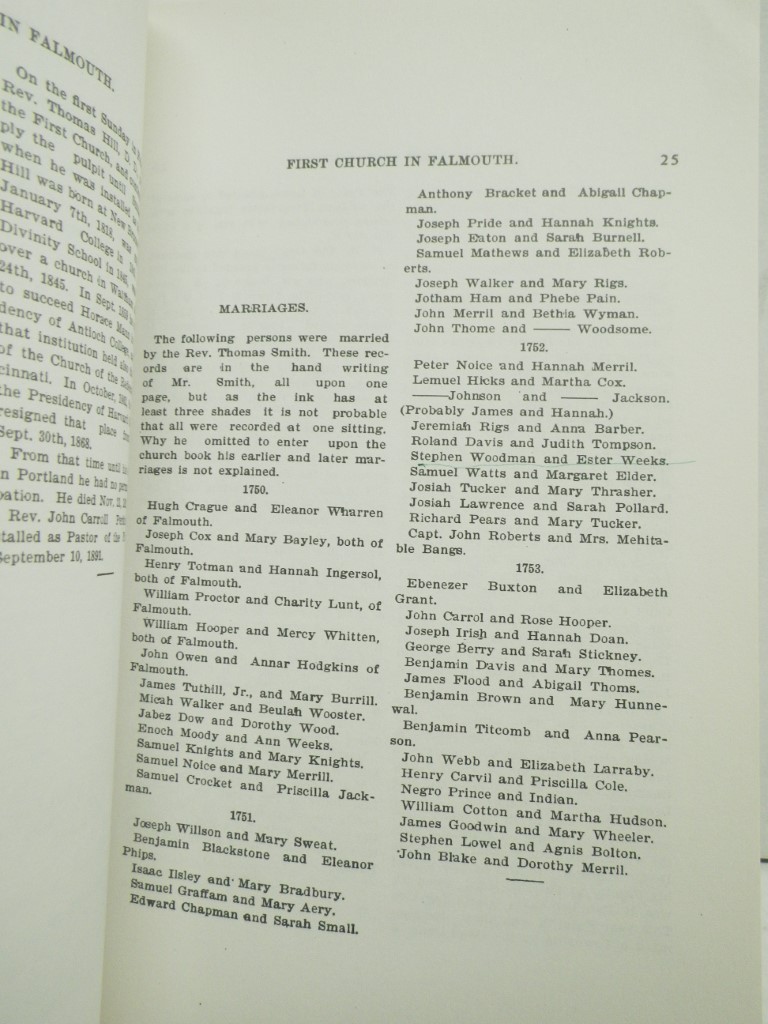 IN FALMOUTH.
On the first Sunday in
Rev. Thomas Hill, D. D.
the First Church, and
ply the pulpit until
when he was installed
Hill was born at New
January 7th, 1818, was
Harvard College in
Divinity School in
over a church in
24th, 1845. In Sept.
to succeed Horace Mann
dency of Antioch College
that institution held also
of the Church of the
cinnati. In October,
the Presidency of Harvard
resigned that place
Sept. 30th, 1868.
From that time until
in Portland he had no
pation. He died Nov.
Rev. John Carroll
stalled as Pastor of the
September 10, 1891.
FIRST CHURCH IN FALMOUTH. 25
MARRIAGES.
The following persons were married
by the Rev. Thomas Smith. These rec-
ords are in the hand writing
of Mr. Smith, all upon one
page, but as the ink has at
least three shades it is not probable
that all were recorded at one sitting.
Why he omitted to enter upon the
church book his earlier and later mar-
riages is not explained.
1750.
Hugh Crague and Eleanor Wharren
of Falmouth.
Joseph Cox and Mary Bayley, both of
Falmouth.
Henry Totman and Hannah Ingersol,
both of Falmouth.
William Proctor and Charity Lunt, of
Falmouth.
William Hooper and Mercy Whitten,
both of Falmouth.
John Owen and Annar Hodgkins of
Falmouth.
James Tuthill, Jr., and Mary Burrill.
Micah Walker and Beulah Wooster.
Jabez Dow and Dorothy Wood.
Enoch Moody and Ann Weeks.
Samuel Knights and Mary Knights.
Samuel Noice and Mary Merrill.
Samuel Crocket and Priscilla Jack-
man.
1751.
Joseph Willson and Mary Sweat.
Benjamin Blackstone and Eleanor
Phips.
Isaac Ilsley and Mary Bradbury.
Samuel Graffam and Mary Aery.
Edward Chapman and Sarah Small.
Anthony Bracket and Abigail Chap-
man.
Joseph Pride and Hannah Knights.
Joseph Eaton and Sarah Burnell.
Samuel Mathews and Elizabeth Rob-
erts.
Joseph Walker and Mary Rigs.
Jotham Ham and Phebe Pain.
John Merril and Bethia Wyman.
John Thome and —— Woodsome.
1752.
Peter Noice and Hannah Merril.
Lemuel Hicks and Martha Cox.
——Johnson and —— Jackson.
(Probably James and Hannah.)
Jeremiah Rigs and Anna Barber.
Roland Davis and Judith Tompson.
Stephen Woodman and Ester Weeks.
Samuel Watts and Margaret Elder.
Josiah Tucker and Mary Thrasher.
Josiah Lawrence and Sarah Pollard.
Richard Pears and Mary Tucker.
Capt. John Roberts and Mrs. Mehita-
ble Bangs.
1753.
Ebenezer Buxton and Elizabeth
Grant.
John Carrol and Rose Hooper.
Joseph Irish and Hannah Doan.
George Berry and Sarah Stickney.
Benjamin Davis and Mary Thomes.
James Flood and Abigail Thoms.
Benjamin Brown and Mary Hunne-
wal.
Benjamin Titcomb and Anna Pear-
son.
John Webb and Elizabeth Larraby.
Henry Carvil and Priscilla Cole.
Negro Prince and Indian.
William Cotton and Martha Hudson.
James Goodwin and Mary Wheeler.
Stephen Lowel and Agnis Bolton.
John Blake and Dorothy Merril.